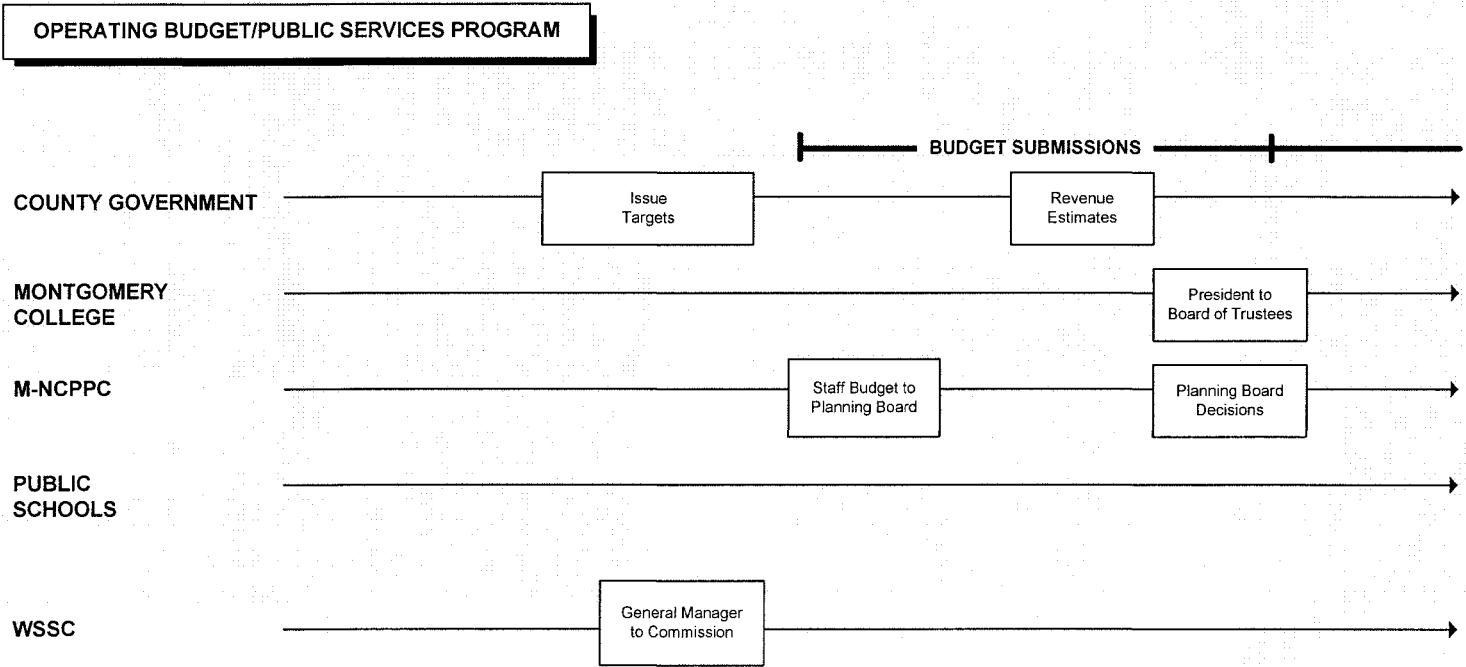 OPERATING BUDGET/PUBLIC SERVICES PROGRAM
BUDGET SUBMISSIONS
COUNTY GOVERNMENT
Issue
Targets
Revenue
Estimates
MONTGOMERY
COLLEGE
President to
Board of Trustees
M-NCPPC
Staff Budget to
Planning Board
Planning Board
Decisions
PUBLIC
SCHOOLS
WSSC
General Manager
to Commission